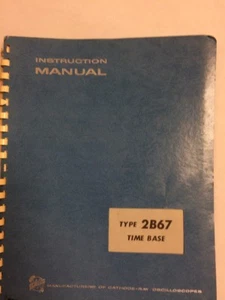 INSTRUCTION
MANUAL
TYPE 2B67
TIME BASE
MANUFACTURERS OF CATHODE-RAY OSCILLOSCOPES